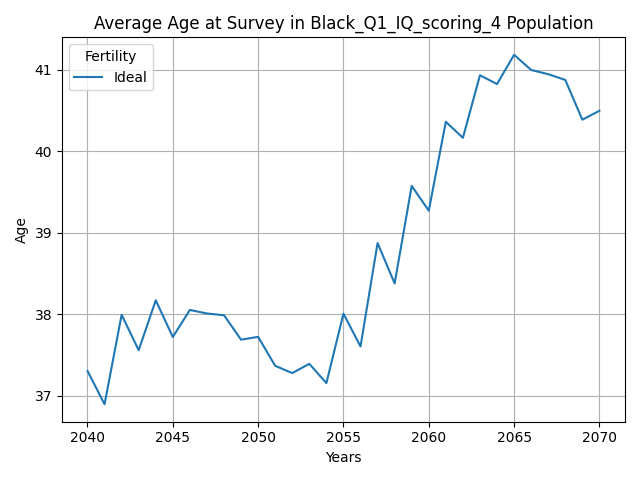 Average Age at Survey in Black_Q1_IQ_scoring_4 Population
Fertility
Ideal
41
40
39
38
37
Age
2040 2045 2050 2055 2060 2065 2070
Years